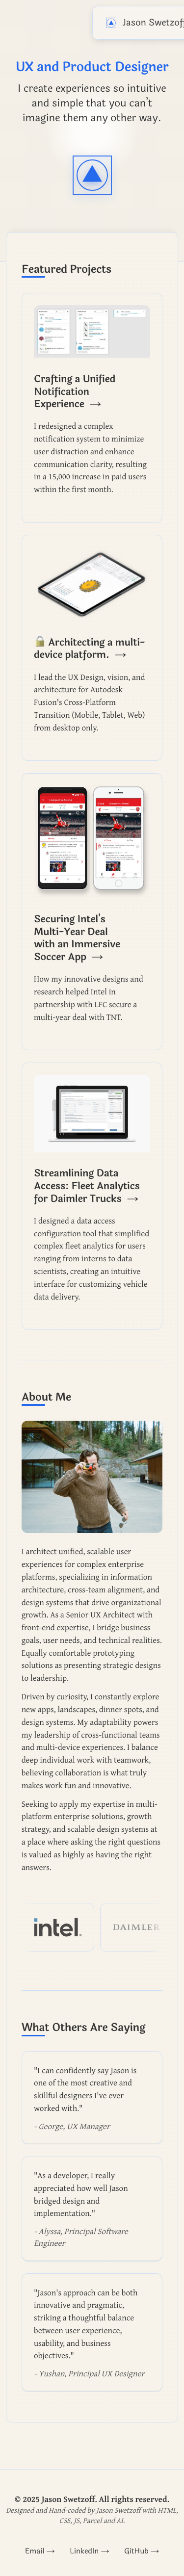 Jason Swetzoff
UX and Product Designer
I create experiences so intuitive
and simple that you can't
imagine them any other way.
Featured Projects
Crafting a Unified
Notification
Experience →
I redesigned a complex
notification system to minimize
user distraction and enhance
communication clarity, resulting
in a 15,000 increase in paid users
within the first month.
🔒 Architecting a multi-
device platform. →
I lead the UX Design, vision, and
architecture for Autodesk
Fusion's Cross-Platform
Transition (Mobile, Tablet, Web)
from desktop only.
Securing Intel's
Multi-Year Deal
with an Immersive
Soccer App →
How my innovative designs and
research helped Intel in
partnership with LFC secure a
multi-year deal with TNT.
Streamlining Data
Access: Fleet Analytics
for Daimler Trucks →
I designed a data access
configuration tool that simplified
complex fleet analytics for users
ranging from interns to data
scientists, creating an intuitive
interface for customizing vehicle
data delivery.
About Me
I architect unified, scalable user
experiences for complex enterprise
platforms, specializing in information
architecture, cross-team alignment, and
design systems that drive organizational
growth. As a Senior UX Architect with
front-end expertise, I bridge business
goals, user needs, and technical realities.
Equally comfortable prototyping
solutions as presenting strategic designs
to leadership.
Driven by curiosity, I constantly explore
new apps, landscapes, dinner spots, and
design systems. My adaptability powers
my leadership of cross-functional teams
and multi-device experiences. I balance
deep individual work with teamwork,
believing collaboration is what truly
makes work fun and innovative.
Seeking to apply my expertise in multi-
platform enterprise solutions, growth
strategy, and scalable design systems at
a place where asking the right questions
is valued as highly as having the right
answers.
intel. DAIMLER
What Others Are Saying
"I can confidently say Jason is
one of the most creative and
skillful designers I've ever
worked with."
- George, UX Manager
"As a developer, I really
appreciated how well Jason
bridged design and
implementation."
- Alyssa, Principal Software
Engineer
"Jason's approach can be both
innovative and pragmatic,
striking a thoughtful balance
between user experience,
usability, and business
objectives."
- Yushan, Principal UX Designer
© 2025 Jason Swetzoff. All rights reserved.
Designed and Hand-coded by Jason Swetzoff with HTML,
CSS, JS, Parcel and AI.
Email → LinkedIn → GitHub →